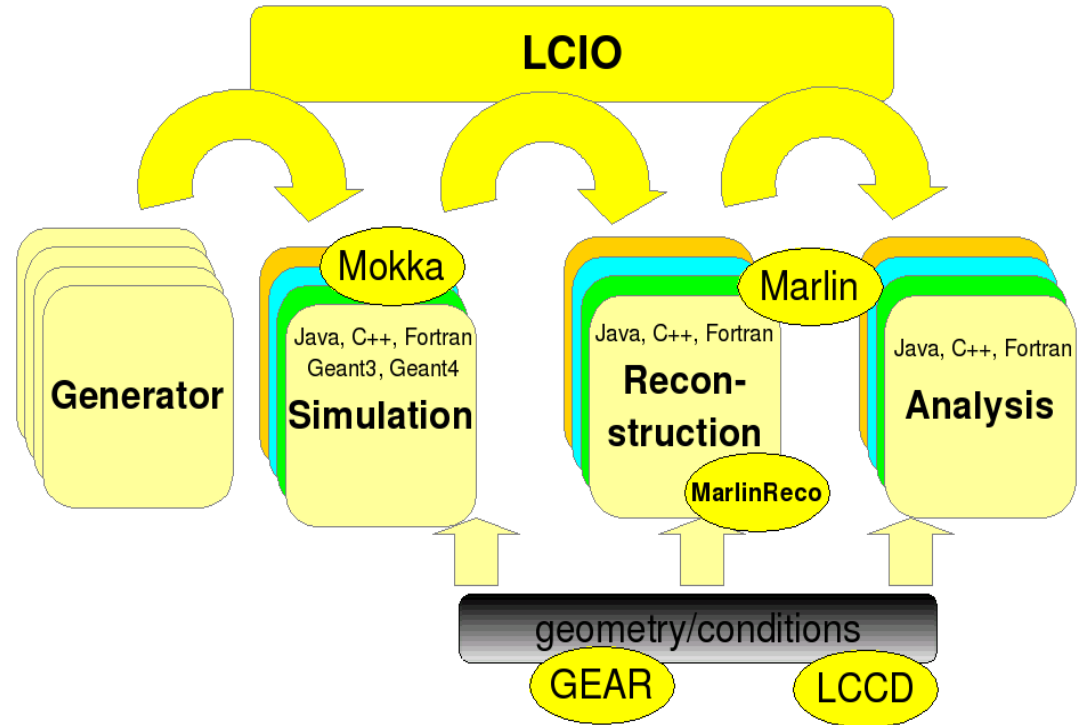 LCIO
Generator
Mokka
Java, C++, Fortran
Geant3, Geant4
Simulation
Java, C++, Fortran
Recon-
struction
MarlinReco
Marlin
Java, C++, Fortran
Analysis
geometry/conditions
GEAR
LCCD